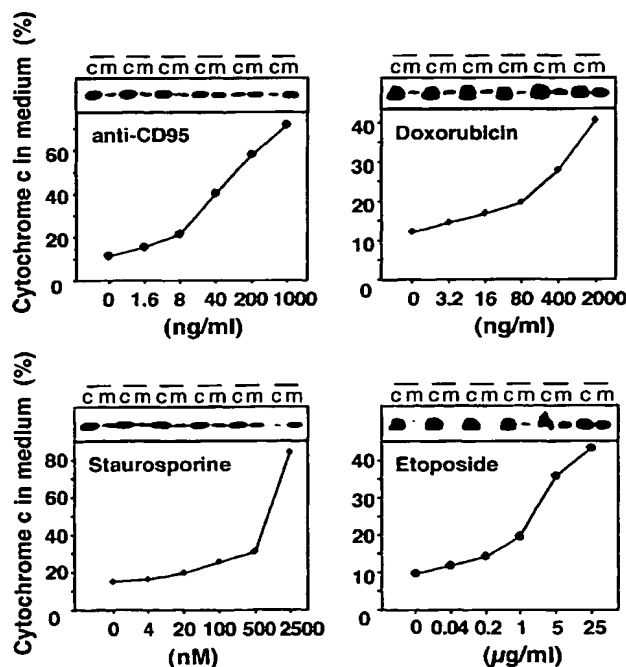 Cytochrome c in medium (%)
c m c m c m c m c m c m
anti-CD95
60
40
20
0
0 1.6 8 40 200 1000
(ng/ml)
c m c m c m c m c m c m
Doxorubicin
40
30
20
10
0
0 3.2 16 80 400 2000
(ng/ml)
Cytochrome c in medium (%)
c m c m c m c m c m c m
Staurosporine
80
60
40
20
0
0 4 20 100 500 2500
(nM)
c m c m c m c m c m c m
Etoposide
40
30
20
10
0
0 0.04 0.2 1 5 25
(µg/ml)